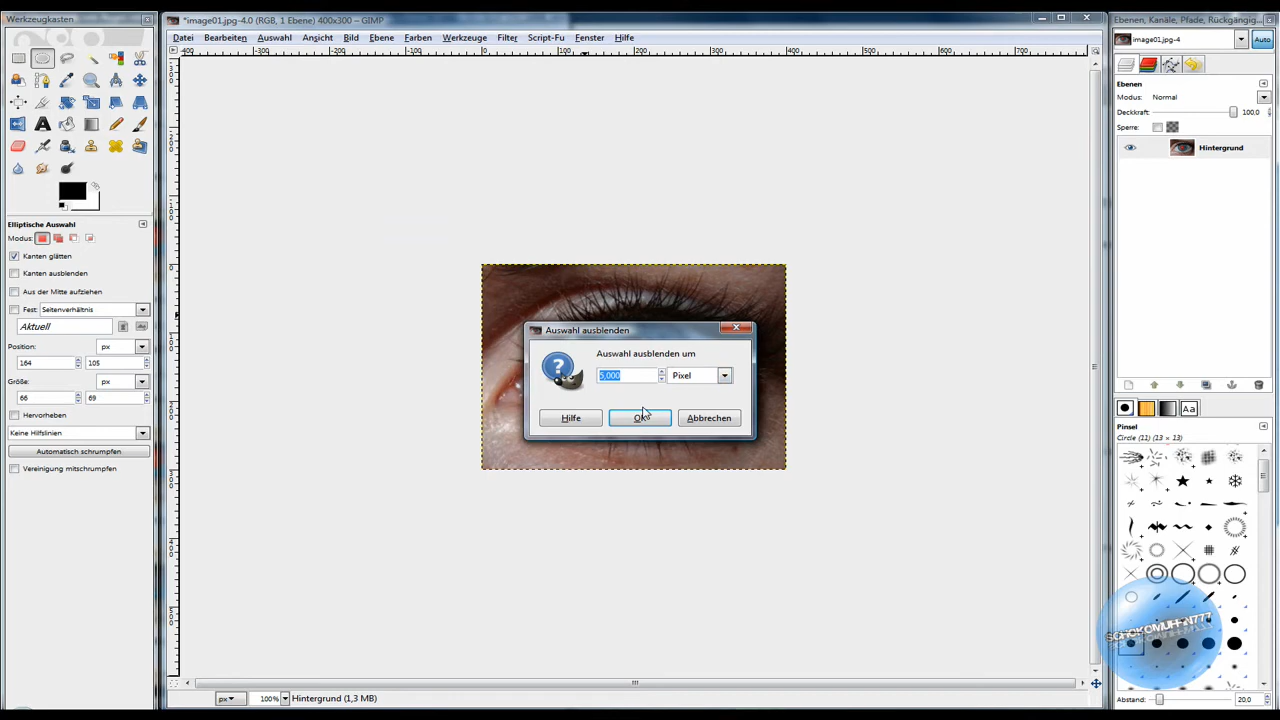 Werkzeugkasten
*image01.jpg-4.0 (RGB, 1 Ebene) 400x300 – GIMP
Ebenen, Kanäle, Pfade, Rückgängig...
Datei Bearbeiten Auswahl Ansicht Bild Ebene Farben Werkzeuge Filter Script-Fu Fenster Hilfe
image01.jpg-4
Auto
Ebenen
Modus: Normal
Deckkraft: 100,0
Sperre:
Hintergrund
Elliptische Auswahl
Modus:
Kanten glätten
Kanten ausblenden
Aus der Mitte aufziehen
Fest: Seitenverhältnis
Aktuell
Position: px
164 105
Größe: px
66 69
Hervorheben
Keine Hilfslinien
Automatisch schrumpfen
Vereinigung mitschrumpfen
Auswahl ausblenden
Auswahl ausblenden um
5,000 Pixel
Hilfe OK Abbrechen
Aa
Pinsel
Circle (11) (13 × 13)
SCHOKOMUFFIN777
Abstand: 20,0
px 100% Hintergrund (1,3 MB)